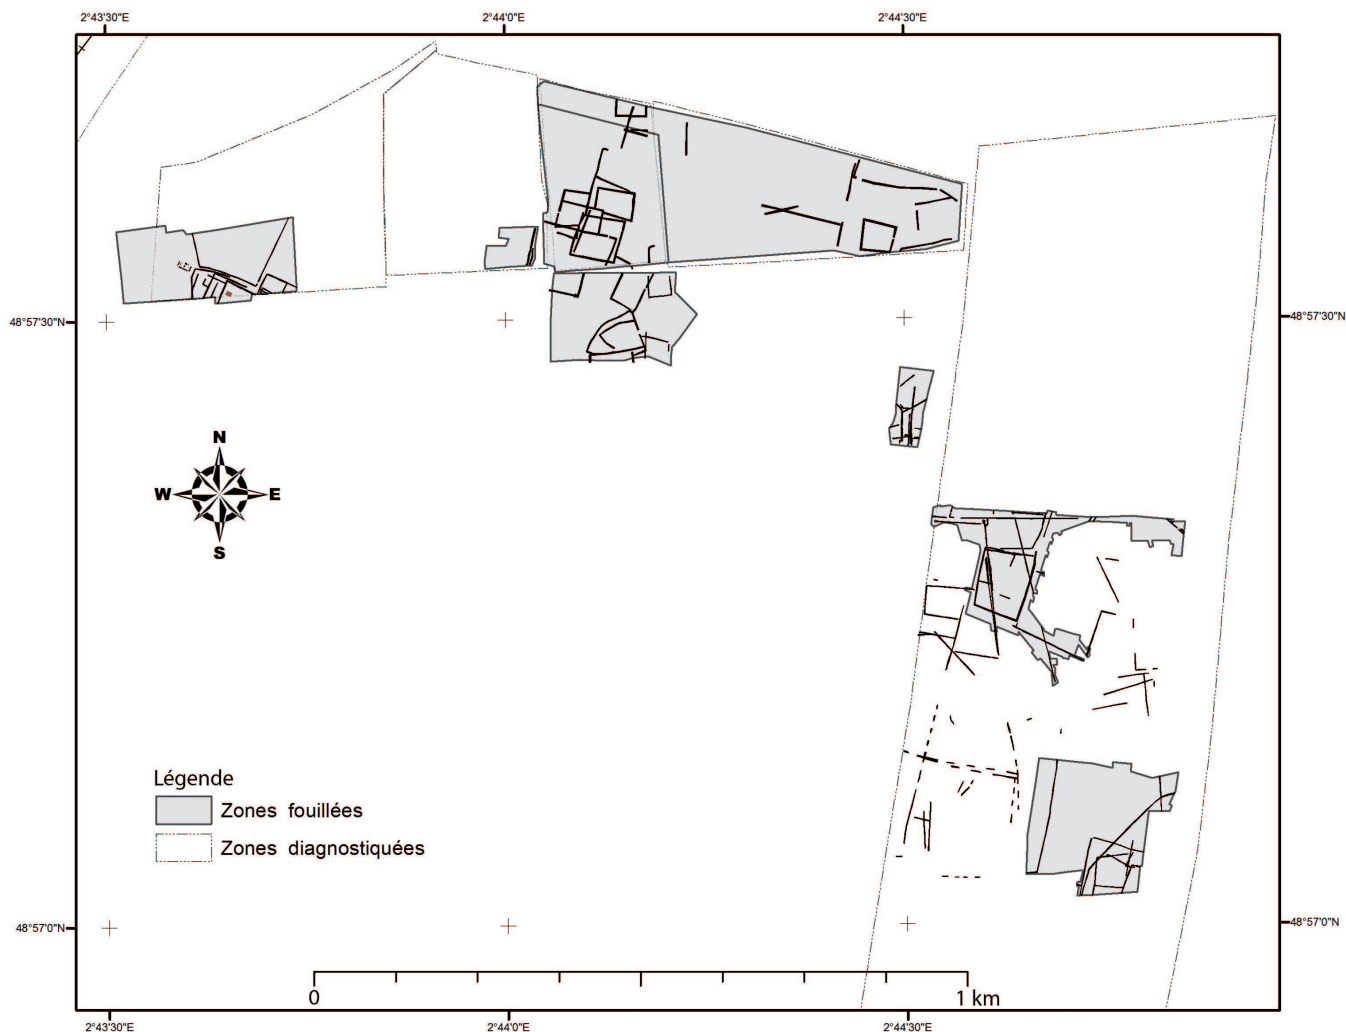 2°43'30"E 2°44'0"E 2°44'30"E
48°57'30"N 48°57'30"N
N
W E
S
Légende
Zones fouillées
Zones diagnostiquées
48°57'0"N 48°57'0"N
0 1 km
2°43'30"E 2°44'0"E 2°44'30"E